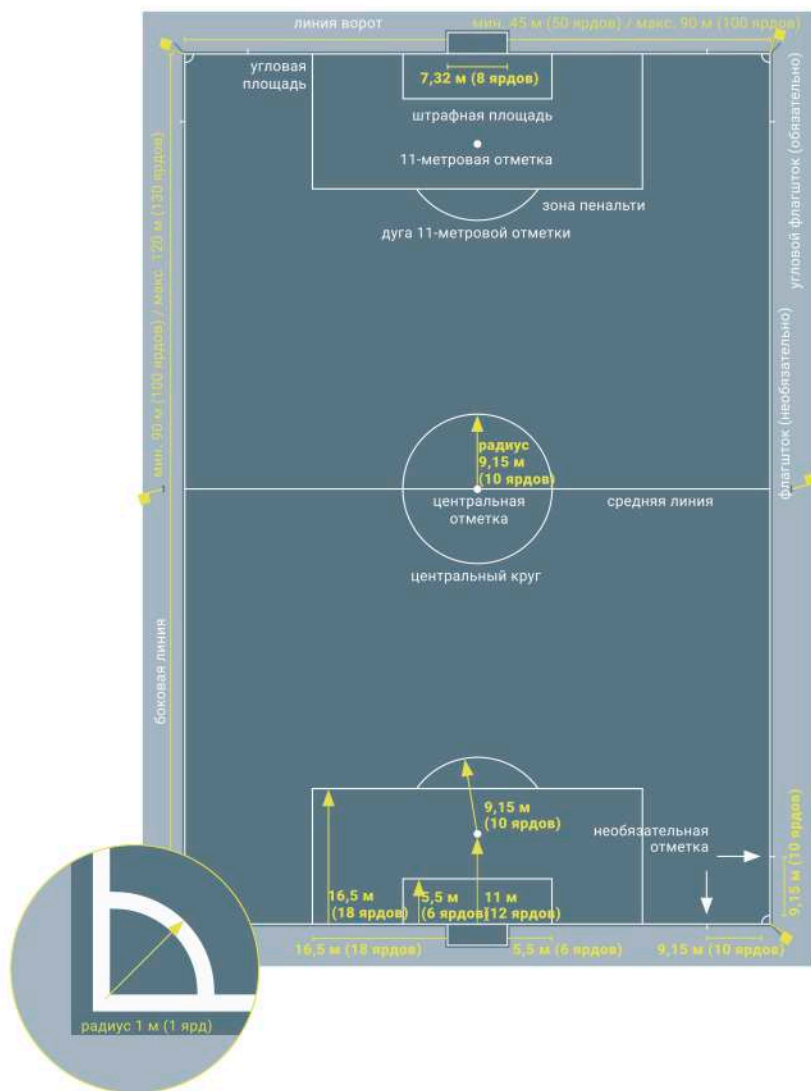 линия ворот
мин. 45 м (50 ярдов) / макс. 90 м (100 ярдов)
угловая
площадь
7,32 м (8 ярдов)
штрафная площадь
11-метровая отметка
зона пенальти
дуга 11-метровой отметки
угловой флагшток (обязательно)
мин. 90 м (100 ярдов) / макс. 120 м (130 ярдов)
флагшток (необязательно)
радиус
9,15 м
(10 ярдов)
центральная
отметка
средняя линия
центральный круг
боковая линия
9,15 м
(10 ярдов)
необязательная
отметка
9,15 м (10 ярдов)
16,5 м
(18 ярдов)
5,5 м
(6 ярдов)
11 м
(12 ярдов)
16,5 м (18 ярдов)
5,5 м (6 ярдов)
9,15 м (10 ярдов)
радиус 1 м (1 ярд)